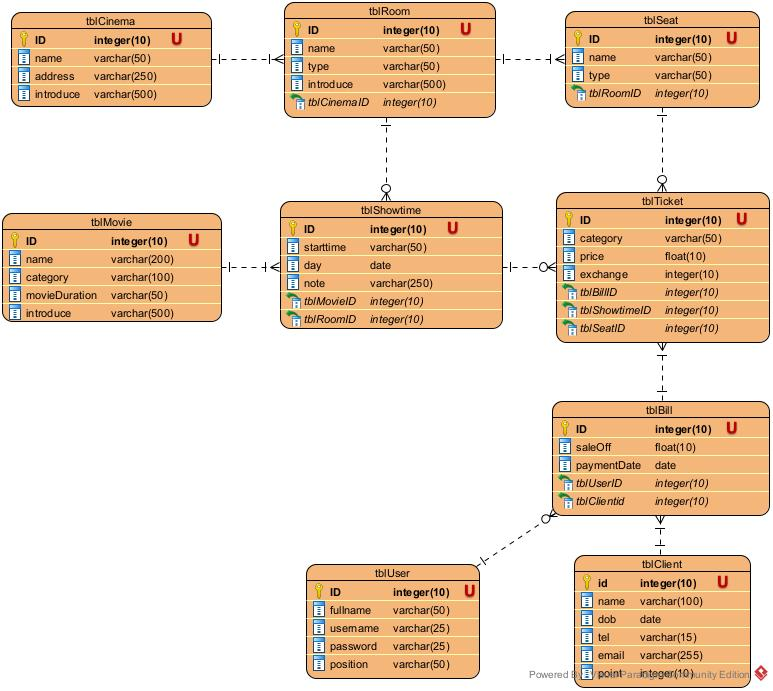 tblCinema
ID integer(10) U
name varchar(50)
address varchar(250)
introduce varchar(500)
tblRoom
ID integer(10) U
name varchar(50)
type varchar(50)
introduce varchar(500)
tblCinemaID integer(10)
tblSeat
ID integer(10) U
name varchar(50)
type varchar(50)
tblRoomID integer(10)
tblMovie
ID integer(10) U
name varchar(200)
category varchar(100)
movieDuration varchar(50)
introduce varchar(500)
tblShowtime
ID integer(10) U
starttime varchar(50)
day date
note varchar(250)
tblMovieID integer(10)
tblRoomID integer(10)
tblTicket
ID integer(10) U
category varchar(50)
price float(10)
exchange integer(10)
tblBillID integer(10)
tblShowtimeID integer(10)
tblSeatID integer(10)
tblBill
ID integer(10) U
saleOff float(10)
paymentDate date
tblUserID integer(10)
tblClientid integer(10)
tblUser
ID integer(10) U
fullname varchar(50)
username varchar(25)
password varchar(25)
position varchar(50)
tblClient
id integer(10) U
name varchar(100)
dob date
tel varchar(15)
email varchar(255)
point integer(10)
Powered By Visual Paradigm Community Edition